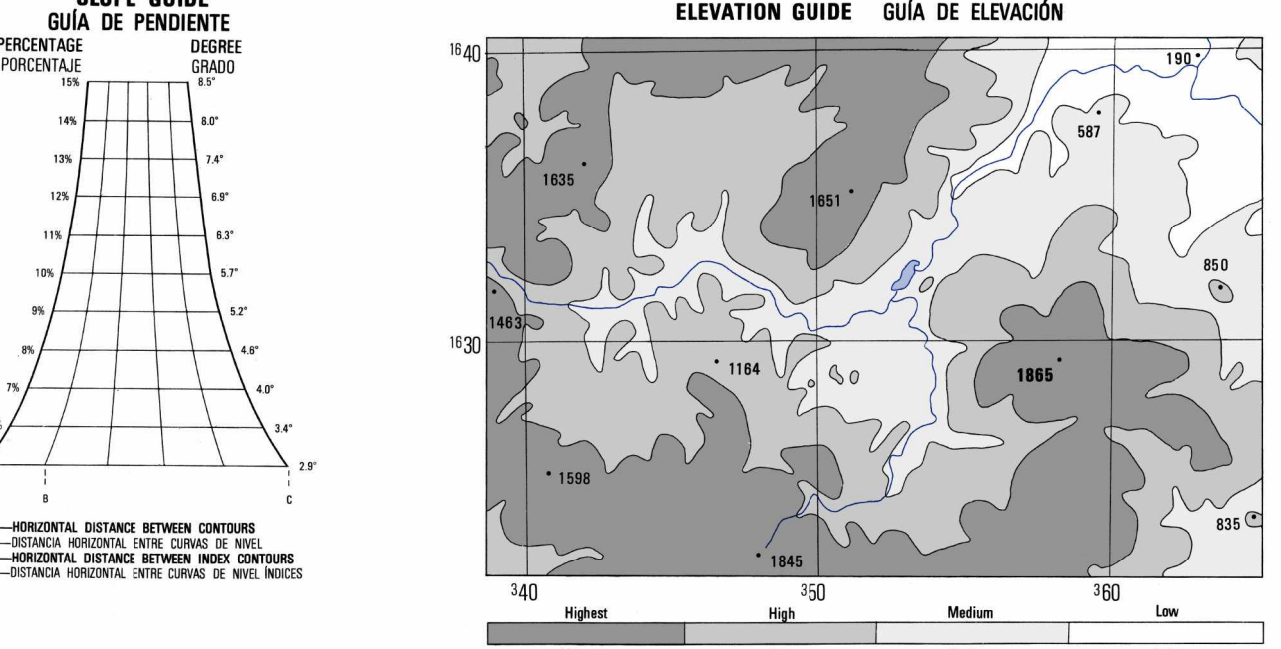 SLOPE GUIDE
GUÍA DE PENDIENTE
PERCENTAGE DEGREE
PORCENTAJE GRADO
15% 8.5°
14% 8.0°
13% 7.4°
12% 6.9°
11% 6.3°
10% 5.7°
9% 5.2°
8% 4.6°
7% 4.0°
3.4°
2.9°
B C
—HORIZONTAL DISTANCE BETWEEN CONTOURS
—DISTANCIA HORIZONTAL ENTRE CURVAS DE NIVEL
—HORIZONTAL DISTANCE BETWEEN INDEX CONTOURS
—DISTANCIA HORIZONTAL ENTRE CURVAS DE NIVEL ÍNDICES
ELEVATION GUIDE GUÍA DE ELEVACIÓN
1640
190
587
1635
1651
850
1463
1630
1164
1865
1598
835
1845
340 350 360
Highest High Medium Low